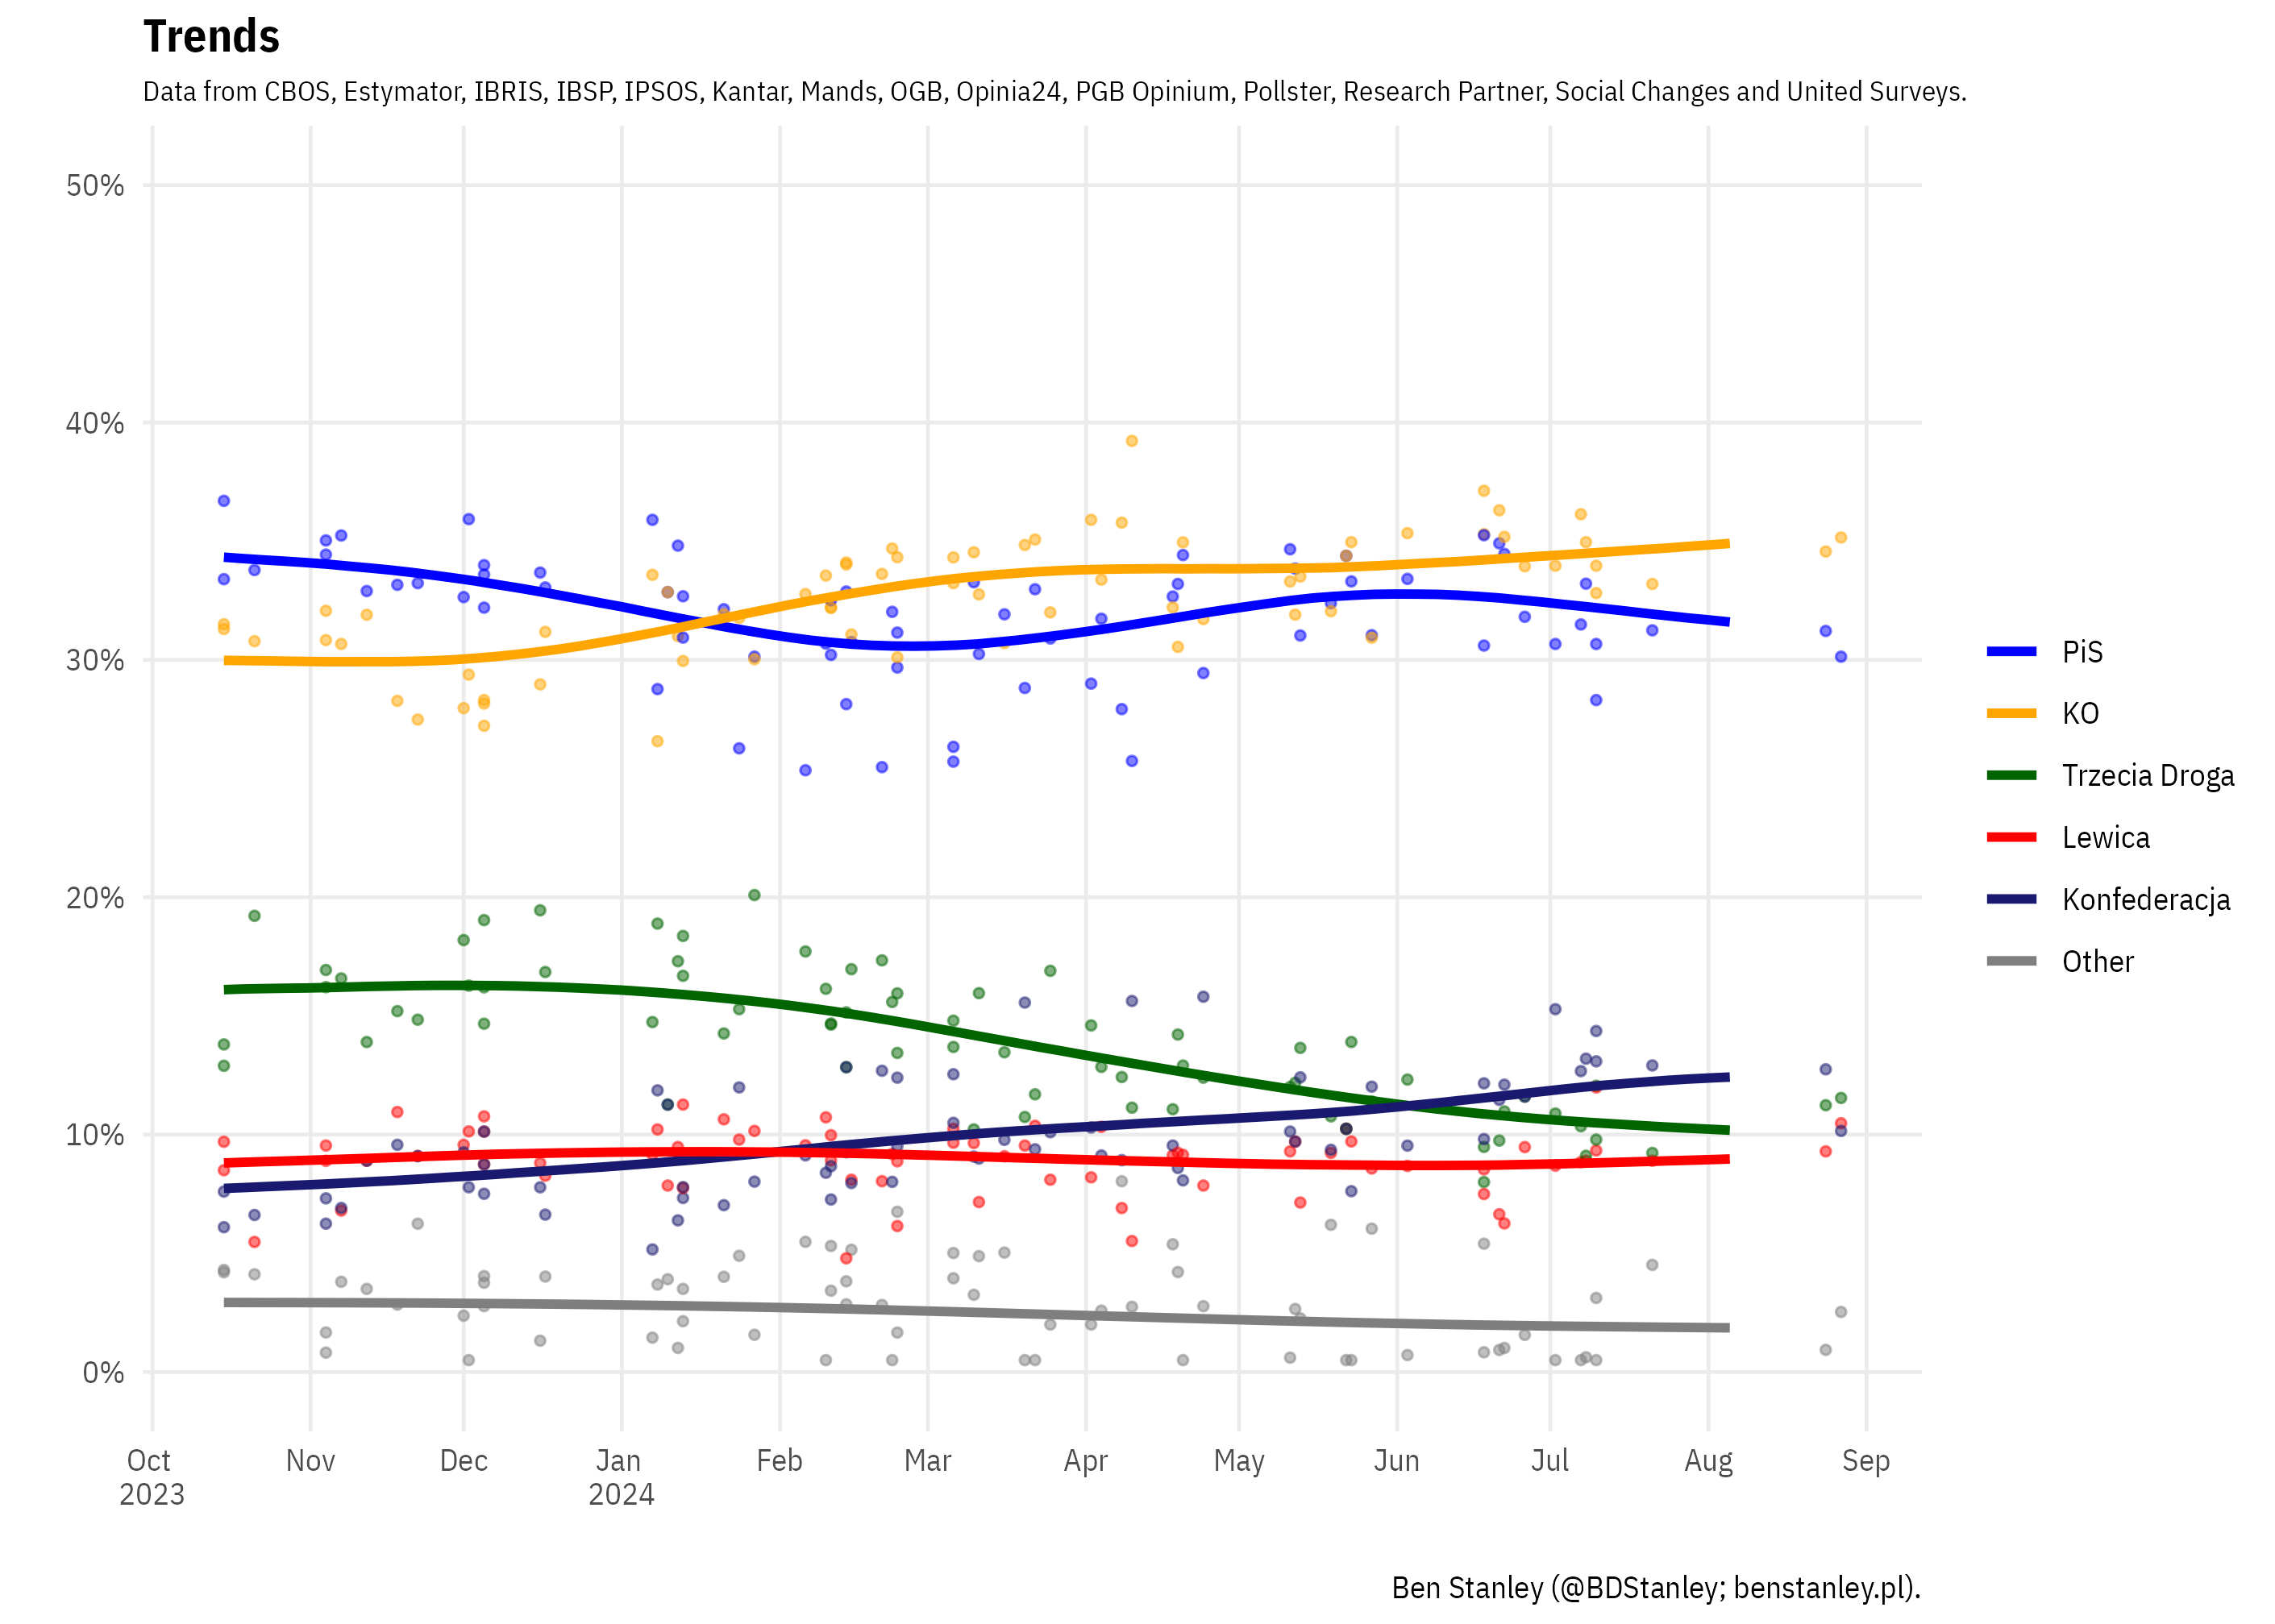 Trends
Data from CBOS, Estymator, IBRIS, IBSP, IPSOS, Kantar, Mands, OGB, Opinia24, PGB Opinium, Pollster, Research Partner, Social Changes and United Surveys.
50%
40%
30%
20%
10%
0%
Oct Nov Dec Jan Feb Mar Apr May Jun Jul Aug Sep
2023 2024
PiS
KO
Trzecia Droga
Lewica
Konfederacja
Other
Ben Stanley (@BDStanley; benstanley.pl).